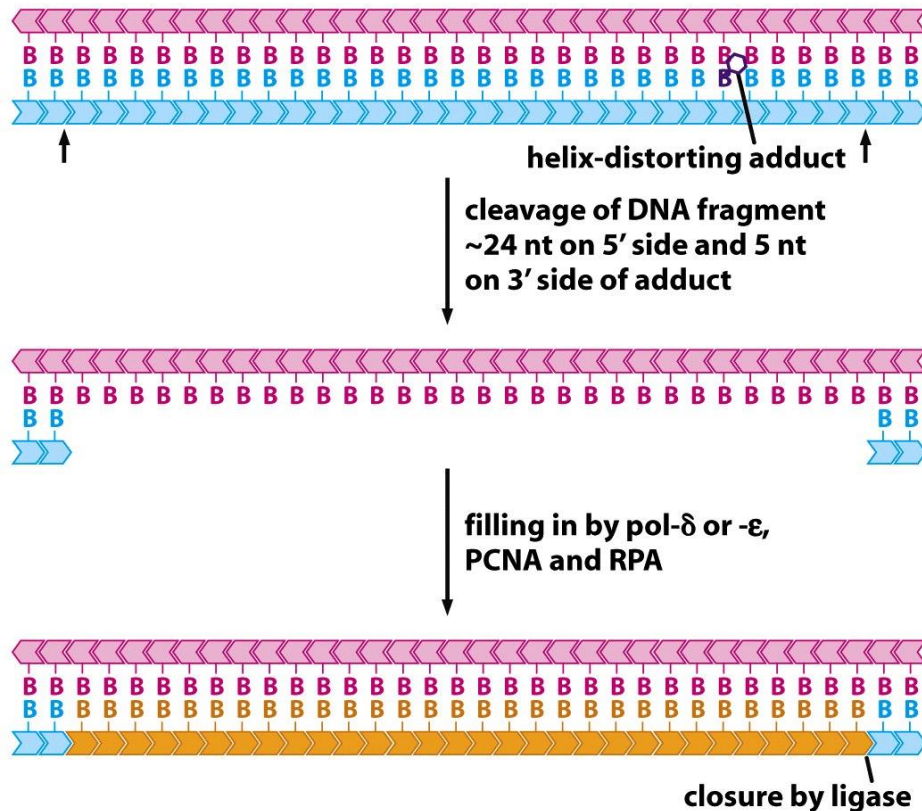 B B B B B B B B B B B B B B B B B B B B B B B B B B B B B B B B B B
B B B B B B B B B B B B B B B B B B B B B B B B B B B B B B B B B B
helix-distorting adduct
cleavage of DNA fragment
~24 nt on 5′ side and 5 nt
on 3′ side of adduct
B B B B B B B B B B B B B B B B B B B B B B B B B B B B B B B B B B
B B B B
filling in by pol-δ or -ε,
PCNA and RPA
B B B B B B B B B B B B B B B B B B B B B B B B B B B B B B B B B B
B B B B B B B B B B B B B B B B B B B B B B B B B B B B B B B B B B
closure by ligase